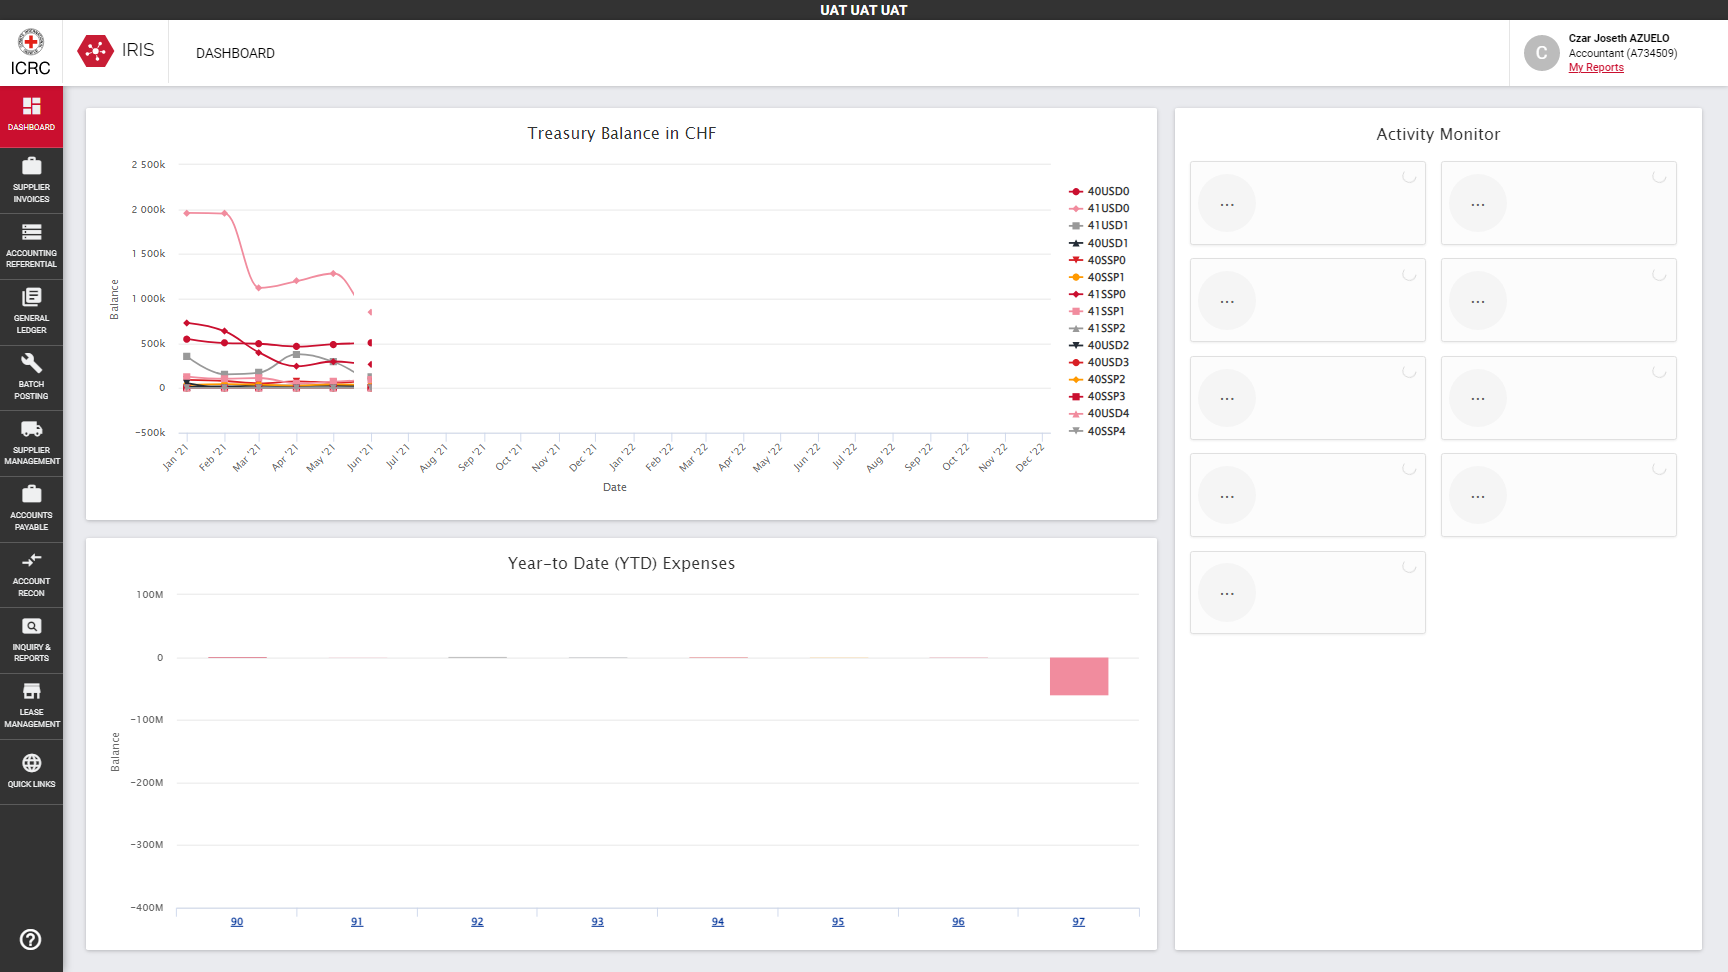 UAT UAT UAT
ICRC
IRIS
DASHBOARD
C
Czar Joseth AZUELO
Accountant (A734509)
My Reports
DASHBOARD
SUPPLIER
INVOICES
ACCOUNTING
REFERENTIAL
GENERAL
LEDGER
BATCH
POSTING
SUPPLIER
MANAGEMENT
ACCOUNTS
PAYABLE
ACCOUNT
RECON
INQUIRY &
REPORTS
LEASE
MANAGEMENT
QUICK LINKS
Treasury Balance in CHF
2 500k
2 000k
1 500k
1 000k
500k
0
-500k
Balance
Jan '21
Feb '21
Mar '21
Apr '21
May '21
Jun '21
Jul '21
Aug '21
Sep '21
Oct '21
Nov '21
Dec '21
Jan '22
Feb '22
Mar '22
Apr '22
May '22
Jun '22
Jul '22
Aug '22
Sep '22
Oct '22
Nov '22
Dec '22
Date
40USD0
41USD0
41USD1
40USD1
40SSP0
40SSP1
41SSP0
41SSP1
41SSP2
40USD2
40USD3
40SSP2
40SSP3
40USD4
40SSP4
Year-to Date (YTD) Expenses
100M
0
-100M
-200M
-300M
-400M
Balance
90
91
92
93
94
95
96
97
Activity Monitor
...
...
...
...
...
...
...
...
...